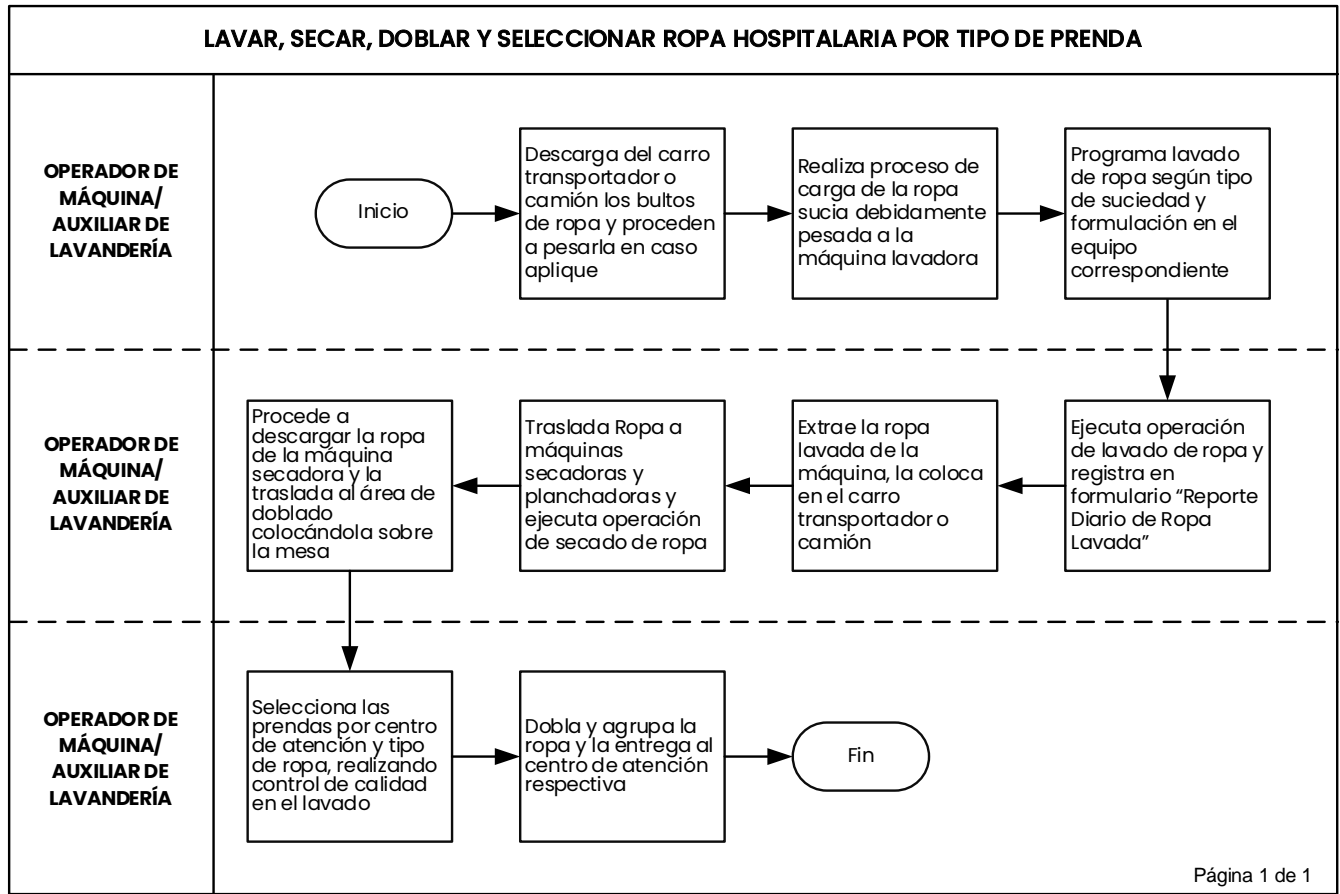 LAVAR, SECAR, DOBLAR Y SELECCIONAR ROPA HOSPITALARIA POR TIPO DE PRENDA
OPERADOR DE
MÁQUINA/
AUXILIAR DE
LAVANDERÍA
Inicio
Descarga del carro
transportador o
camión los bultos
de ropa y proceden
a pesarla en caso
aplique
Realiza proceso de
carga de la ropa
sucia debidamente
pesada a la
máquina lavadora
Programa lavado
de ropa según tipo
de suciedad y
formulación en el
equipo
correspondiente
OPERADOR DE
MÁQUINA/
AUXILIAR DE
LAVANDERÍA
Ejecuta operación
de lavado de ropa y
registra en
formulario “Reporte
Diario de Ropa
Lavada”
Extrae la ropa
lavada de la
máquina, la coloca
en el carro
transportador o
camión
Traslada Ropa a
máquinas
secadoras y
planchadoras y
ejecuta operación
de secado de ropa
Procede a
descargar la ropa
de la máquina
secadora y la
traslada al área de
doblado
colocándola sobre
la mesa
OPERADOR DE
MÁQUINA/
AUXILIAR DE
LAVANDERÍA
Selecciona las
prendas por centro
de atención y tipo
de ropa, realizando
control de calidad
en el lavado
Dobla y agrupa la
ropa y la entrega al
centro de atención
respectiva
Fin
Página 1 de 1